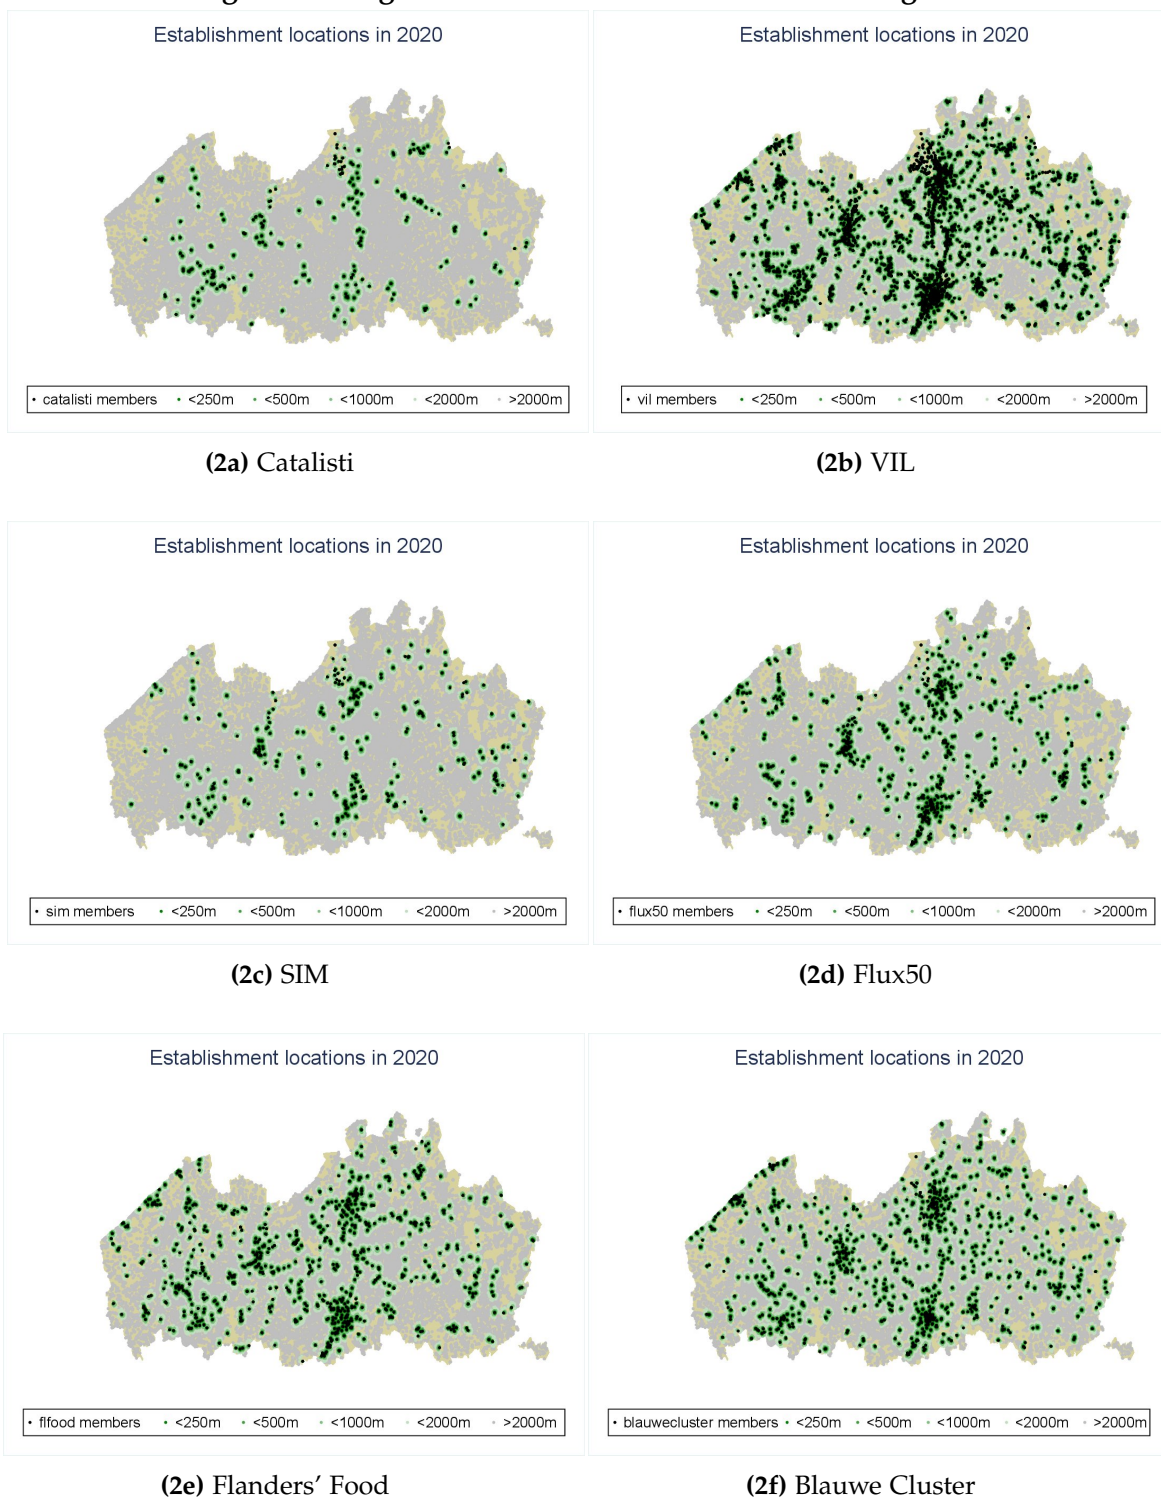 Establishment locations in 2020
Establishment locations in 2020
catalisti members <250m <500m <1000m <2000m >2000m
vil members <250m <500m <1000m <2000m >2000m
(2a) Catalisti
(2b) VIL
Establishment locations in 2020
Establishment locations in 2020
sim members <250m <500m <1000m <2000m >2000m
flux50 members <250m <500m <1000m <2000m >2000m
(2c) SIM
(2d) Flux50
Establishment locations in 2020
Establishment locations in 2020
flfood members <250m <500m <1000m <2000m >2000m
blauwecluster members <250m <500m <1000m <2000m >2000m
(2e) Flanders’ Food
(2f) Blauwe Cluster